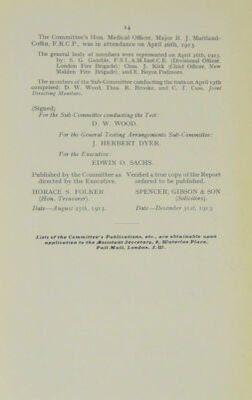 14
The Committee's Hon. Medical Officer, Major R. J. Maitland-
Coffin, F.R.C.P., was in attendance on April 26th, 1913.
The general body of members were represented on April 26th, 1913,
by: S. G. Gamble, F.S.I., A.M.Inst.C.E. (Divisional Officer,
London Fire Brigade), Chas. J. Kirk (Chief Officer, New
Malden Fire Brigade), and E. Boyea Podmore.
The members of the Sub-Committee conducting the tests on April 15th
comprised: D. W. Wood, Thos. R. Brooke, and C. J. Cuss, Joint
Directing Members.
(Signed)
For the Sub-Committee conducting the Test:
D. W. WOOD.
For the General Testing Arrangements Sub-Committee:
J. HERBERT DYER.
For the Executive:
EDWIN O. SACHS.
Published by the Committee as
directed by the Executive.
HORACE S. FOLKER
(Hon. Treasurer).
Date—August 27th, 1913.
Verified a true copy of the Report
ordered to be published.
SPENCER, GIBSON & SON
(Solicitors).
Date—December 31st, 1913
Lists of the Committee's Publications, etc., are obtainable upon
application to the Assistant Secretary, 8, Waterloo Place,
Pall Mall, London, S.W.